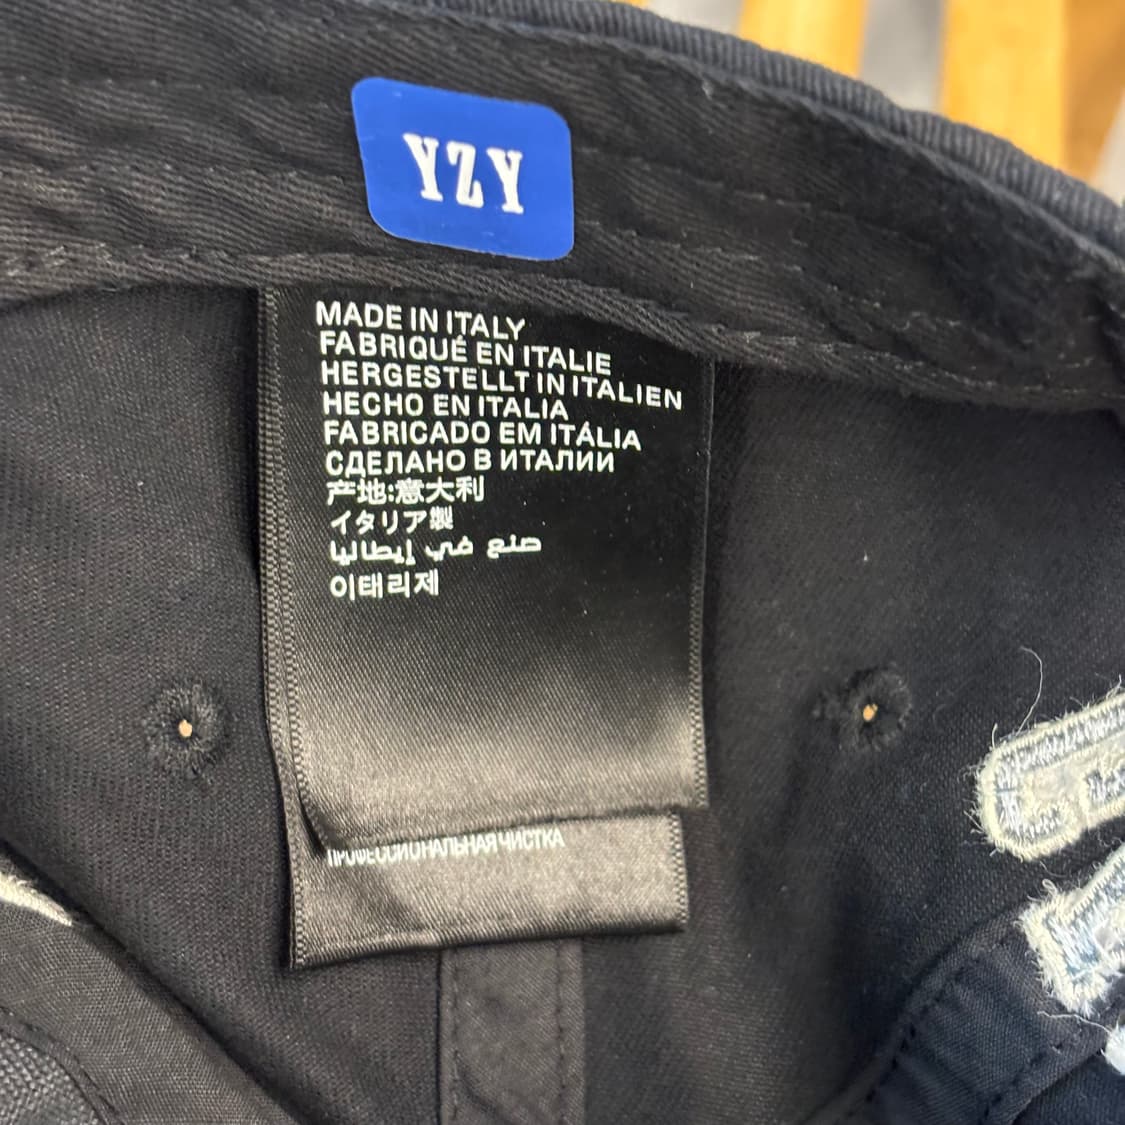 YZY
MADE IN ITALY
FABRIQUÉ EN ITALIE
HERGESTELLT IN ITALIEN
HECHO EN ITALIA
FABRICADO EM ITÁLIA
СДЕЛАНО В ИТАЛИИ
产地:意大利
イタリア製
صنع في إيطاليا
이태리제
ПРОФЕССИОНАЛЬНАЯ ЧИСТКА